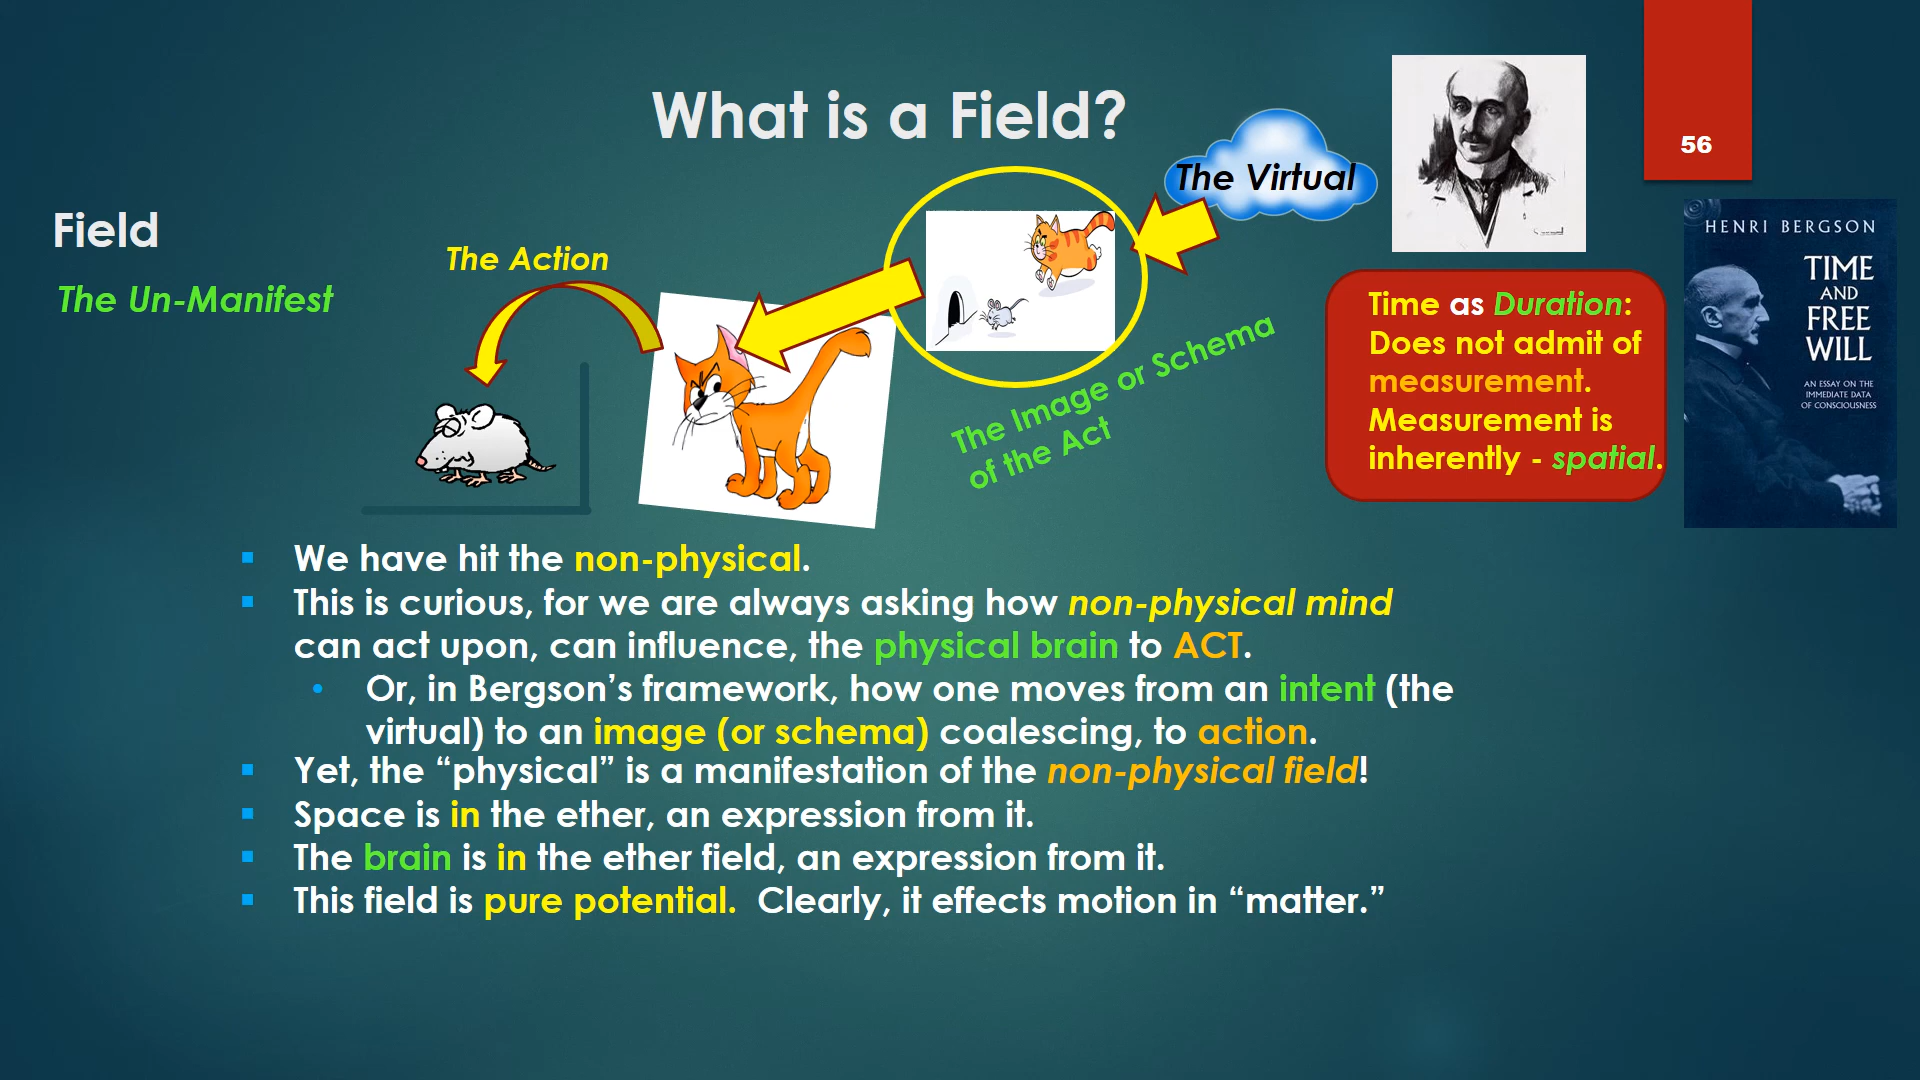 What is a Field?
56
The Virtual
Field
The Un-Manifest
The Action
The Image or Schema
of the Act
Time as Duration:
Does not admit of
measurement.
Measurement is
inherently - spatial.
HENRI BERGSON
TIME
AND
FREE
WILL
AN ESSAY ON THE
IMMEDIATE DATA
OF CONSCIOUSNESS
We have hit the non-physical.
This is curious, for we are always asking how non-physical mind
can act upon, can influence, the physical brain to ACT.
Or, in Bergson’s framework, how one moves from an intent (the
virtual) to an image (or schema) coalescing, to action.
Yet, the “physical” is a manifestation of the non-physical field!
Space is in the ether, an expression from it.
The brain is in the ether field, an expression from it.
This field is pure potential.  Clearly, it effects motion in “matter.”